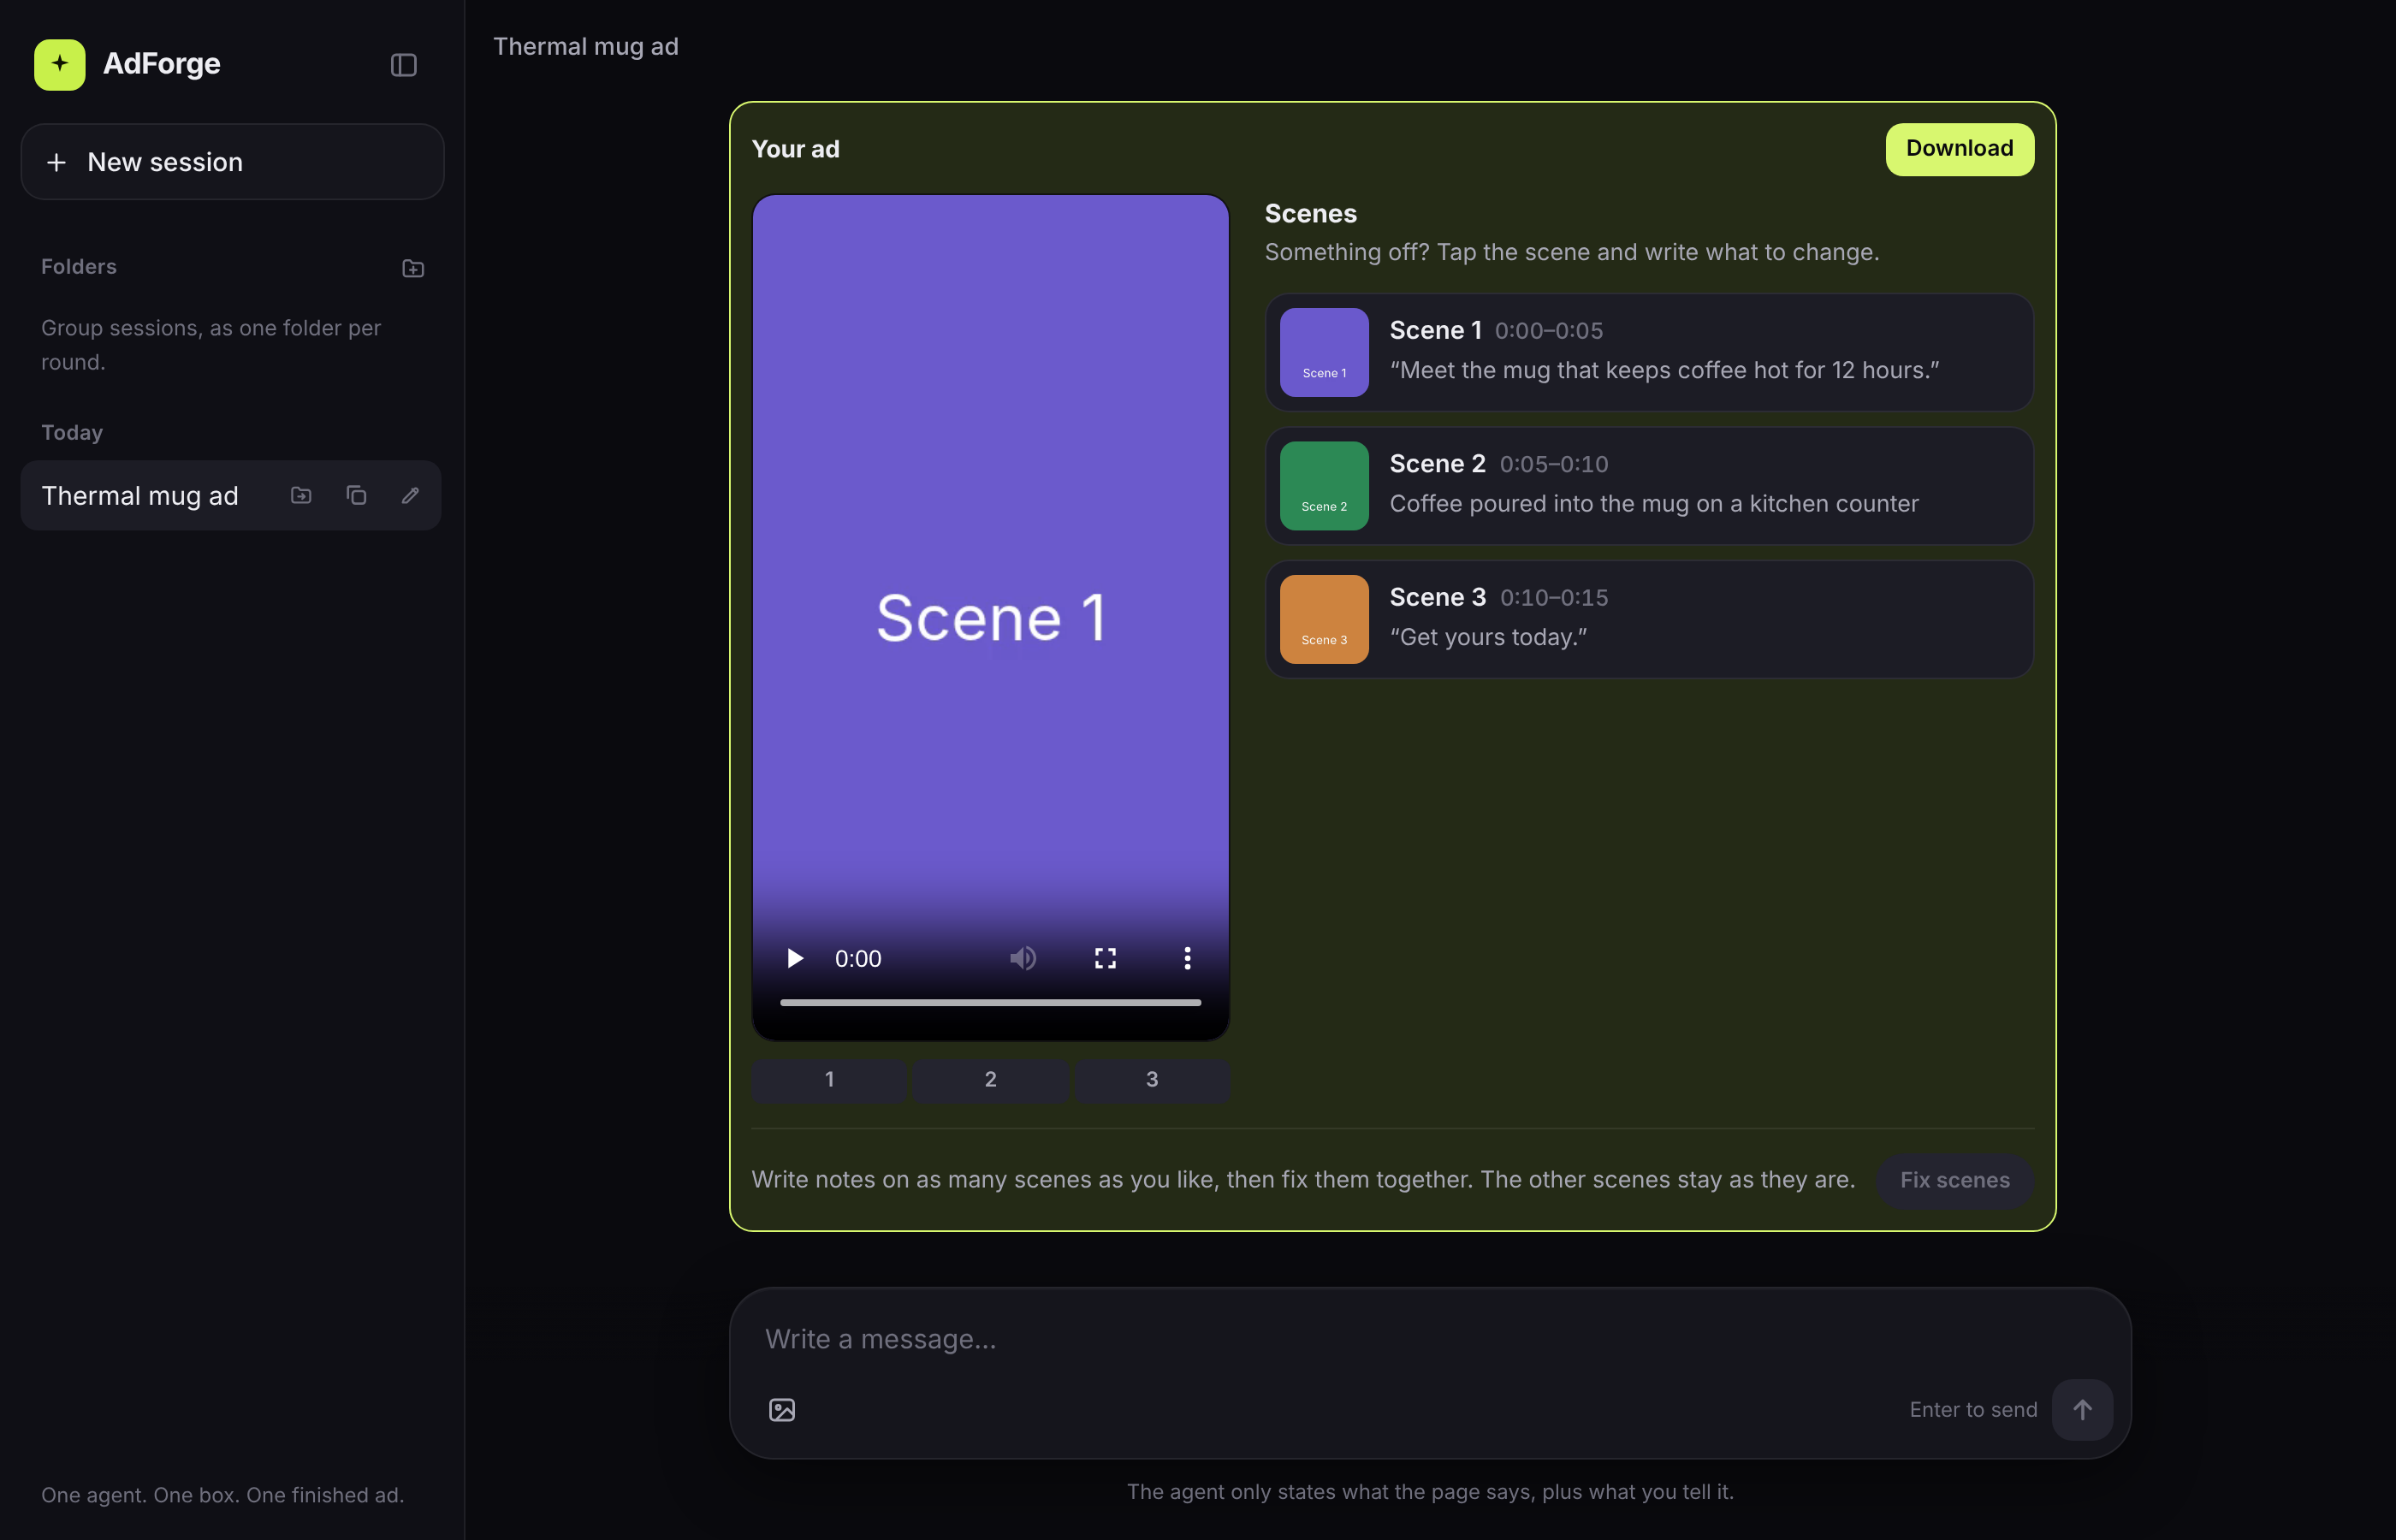 AdForge
New session
Folders
Group sessions, as one folder per
round.
Today
Thermal mug ad
One agent. One box. One finished ad.
Thermal mug ad
Your ad
Download
Scene 1
0:00
1
2
3
Scenes
Something off? Tap the scene and write what to change.
Scene 1
Scene 1 0:00–0:05
“Meet the mug that keeps coffee hot for 12 hours.”
Scene 2
Scene 2 0:05–0:10
Coffee poured into the mug on a kitchen counter
Scene 3
Scene 3 0:10–0:15
“Get yours today.”
Write notes on as many scenes as you like, then fix them together. The other scenes stay as they are.
Fix scenes
Write a message...
Enter to send
The agent only states what the page says, plus what you tell it.